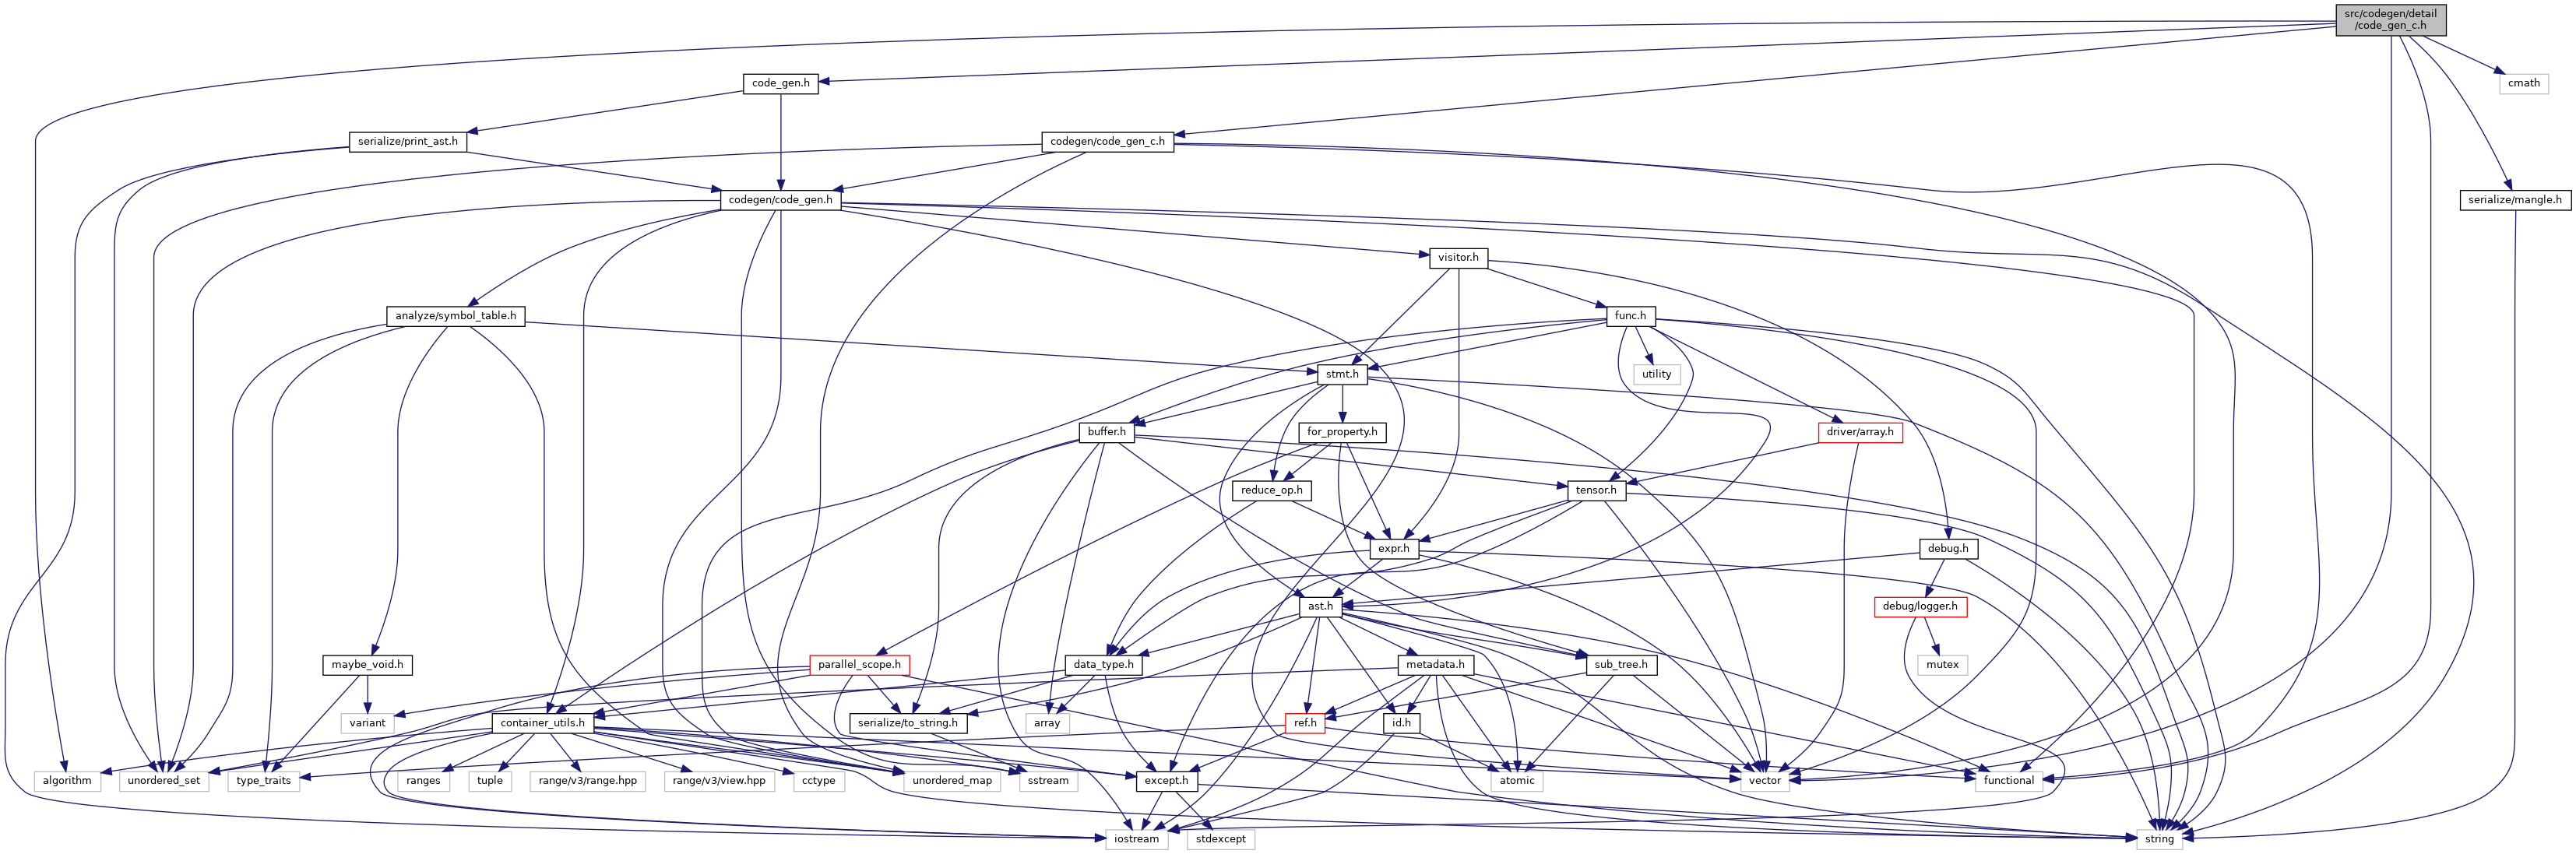 src/codegen/detail
/code_gen_c.h
code_gen.h
cmath
serialize/print_ast.h
codegen/code_gen_c.h
codegen/code_gen.h
serialize/mangle.h
visitor.h
analyze/symbol_table.h
func.h
stmt.h
utility
buffer.h
for_property.h
driver/array.h
reduce_op.h
tensor.h
expr.h
debug.h
ast.h
debug/logger.h
maybe_void.h
parallel_scope.h
data_type.h
metadata.h
sub_tree.h
mutex
variant
container_utils.h
serialize/to_string.h
array
ref.h
id.h
algorithm
unordered_set
type_traits
ranges
tuple
range/v3/range.hpp
range/v3/view.hpp
cctype
unordered_map
sstream
except.h
atomic
vector
functional
iostream
stdexcept
string